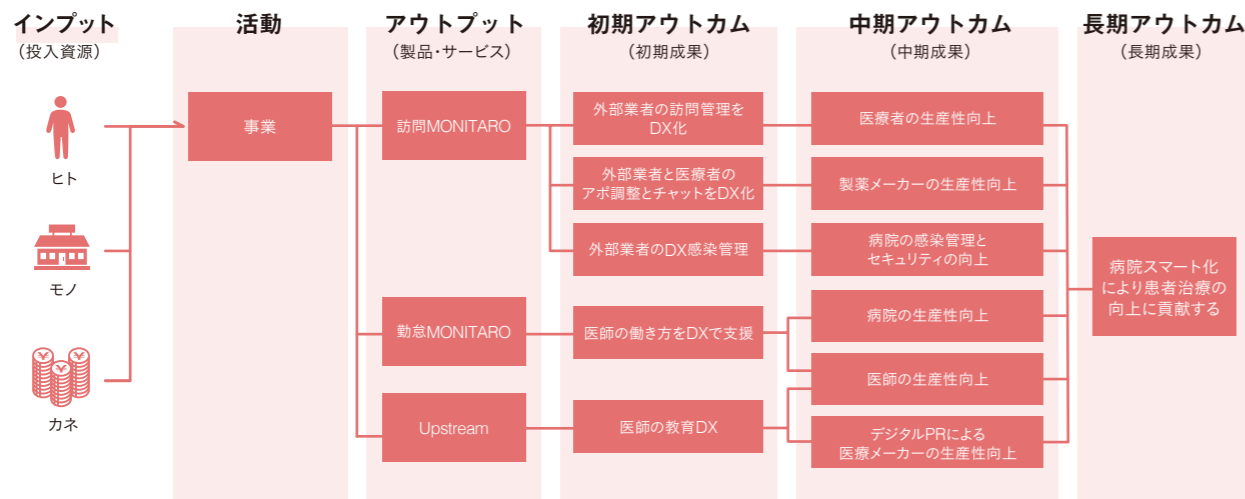 インプット
（投入資源）
活動
アウトプット
（製品・サービス）
初期アウトカム
（初期成果）
中期アウトカム
（中期成果）
長期アウトカム
（長期成果）
ヒト
モノ
¥
¥
¥
カネ
事業
訪問MONITARO
勤怠MONITARO
Upstream
外部業者の訪問管理を
DX化
外部業者と医療者の
アポ調整とチャットをDX化
外部業者のDX感染管理
医師の働き方をDXで支援
医師の教育DX
医療者の生産性向上
製薬メーカーの生産性向上
病院の感染管理と
セキュリティの向上
病院の生産性向上
医師の生産性向上
デジタルPRによる
医療メーカーの生産性向上
病院スマート化
により患者治療の
向上に貢献する